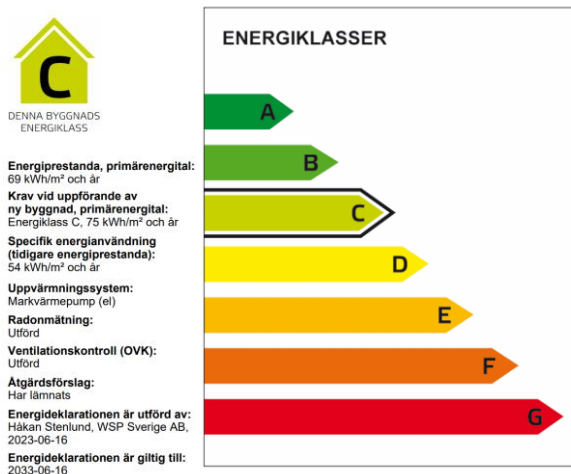 C
DENNA BYGGNADS
ENERGIKLASS
Energiprestanda, primärenergital:
69 kWh/m² och år
Krav vid uppförande av
ny byggnad, primärenergital:
Energiklass C, 75 kWh/m² och år
Specifik energianvändning
(tidigare energiprestanda):
54 kWh/m² och år
Uppvärmningssystem:
Markvärmepump (el)
Radonmätning:
Utförd
Ventilationskontroll (OVK):
Utförd
Åtgärdsförslag:
Har lämnats
Energideklarationen är utförd av:
Håkan Stenlund, WSP Sverige AB,
2023-06-16
Energideklarationen är giltig till:
2033-06-16
ENERGIKLASSER
A
B
C
D
E
F
G